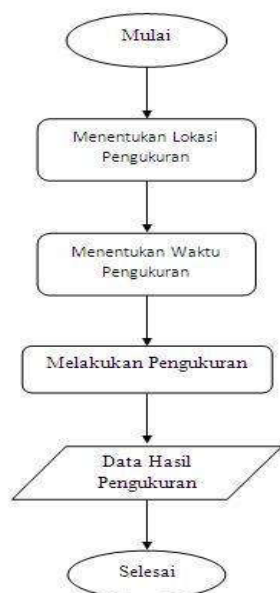 Mulai
Menentukan Lokasi
Pengukuran
Menentukan Waktu
Pengukuran
Melakukan Pengukuran
Data Hasil
Pengukuran
Selesai